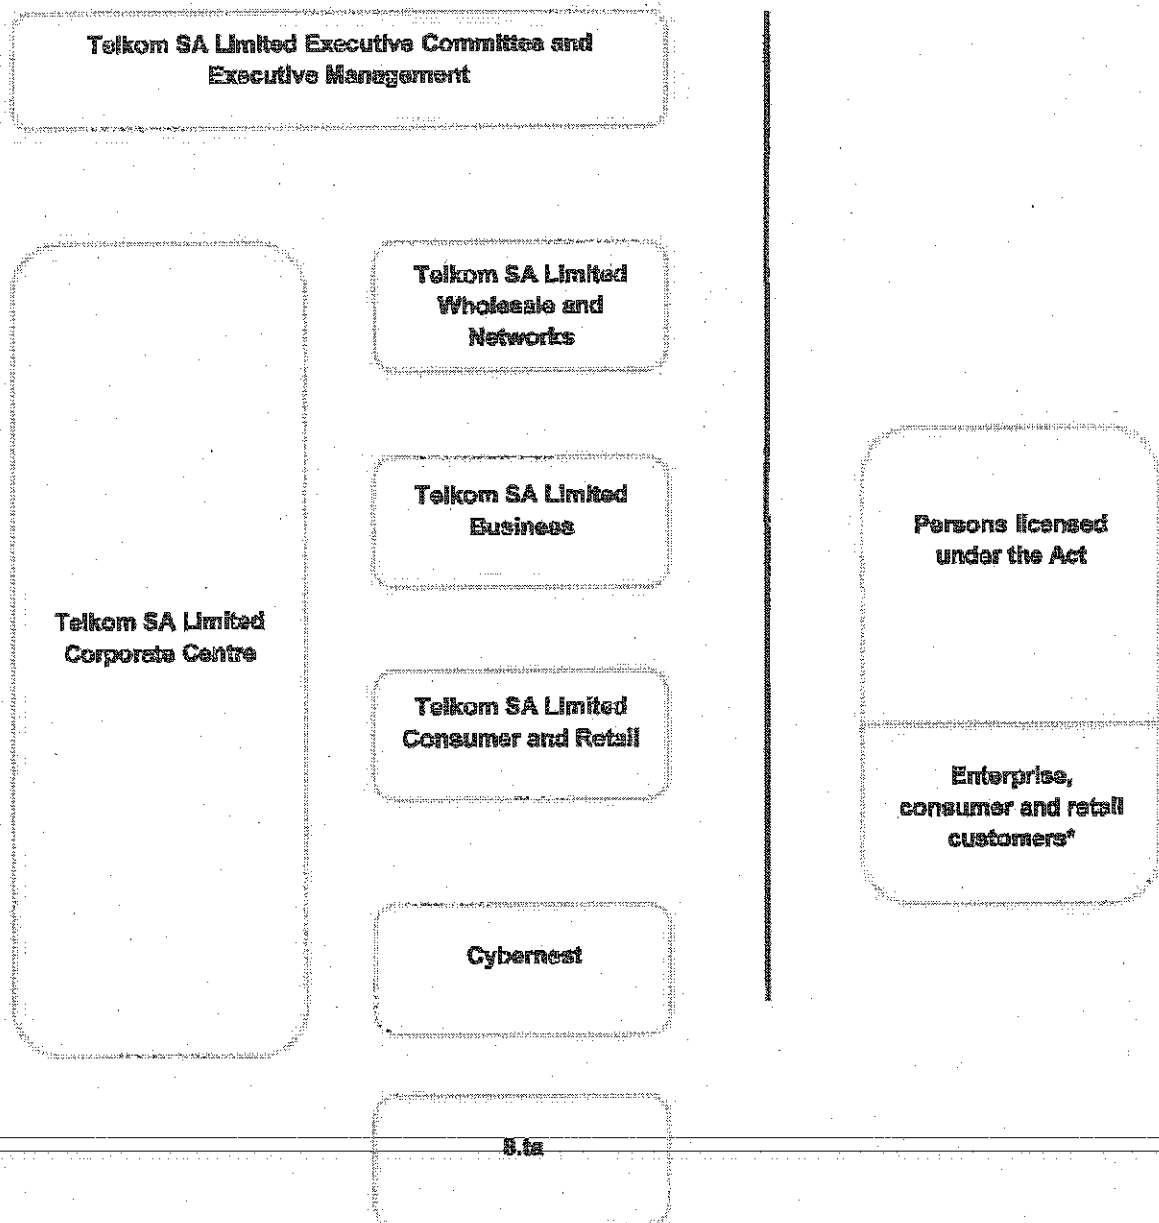 Telkom SA Limited Executive Committee and
Executive Management
Telkom SA Limited
Wholesale and
Networks
Telkom SA Limited
Business
Persons licensed
under the Act
Telkom SA Limited
Corporate Centre
Telkom SA Limited
Consumer and Retail
Enterprise,
consumer and retail
customers*
Cybernest
8.ta